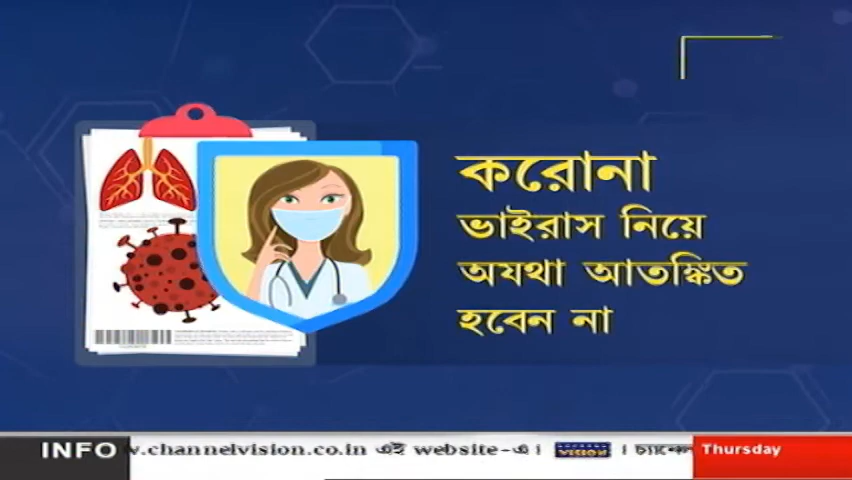 করোনা
ভাইরাস নিয়ে
অযথা আতঙ্কিত
হবেন না
INFO
w.channelvision.co.in এই website-এ।
VISION
Thursday